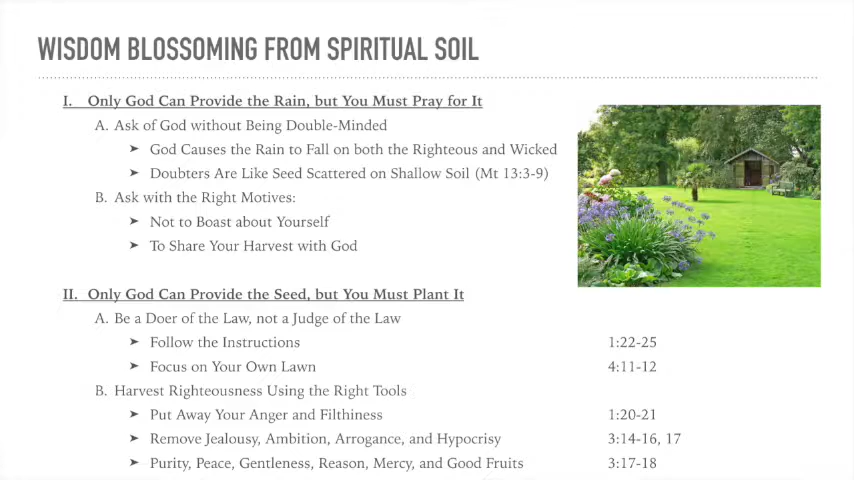 WISDOM BLOSSOMING FROM SPIRITUAL SOIL
I. Only God Can Provide the Rain, but You Must Pray for It
A. Ask of God without Being Double-Minded
➤ God Causes the Rain to Fall on both the Righteous and Wicked
➤ Doubters Are Like Seed Scattered on Shallow Soil (Mt 13:3-9)
B. Ask with the Right Motives:
➤ Not to Boast about Yourself
➤ To Share Your Harvest with God
II. Only God Can Provide the Seed, but You Must Plant It
A. Be a Doer of the Law, not a Judge of the Law
➤ Follow the Instructions 1:22-25
➤ Focus on Your Own Lawn 4:11-12
B. Harvest Righteousness Using the Right Tools
➤ Put Away Your Anger and Filthiness 1:20-21
➤ Remove Jealousy, Ambition, Arrogance, and Hypocrisy 3:14-16, 17
➤ Purity, Peace, Gentleness, Reason, Mercy, and Good Fruits 3:17-18